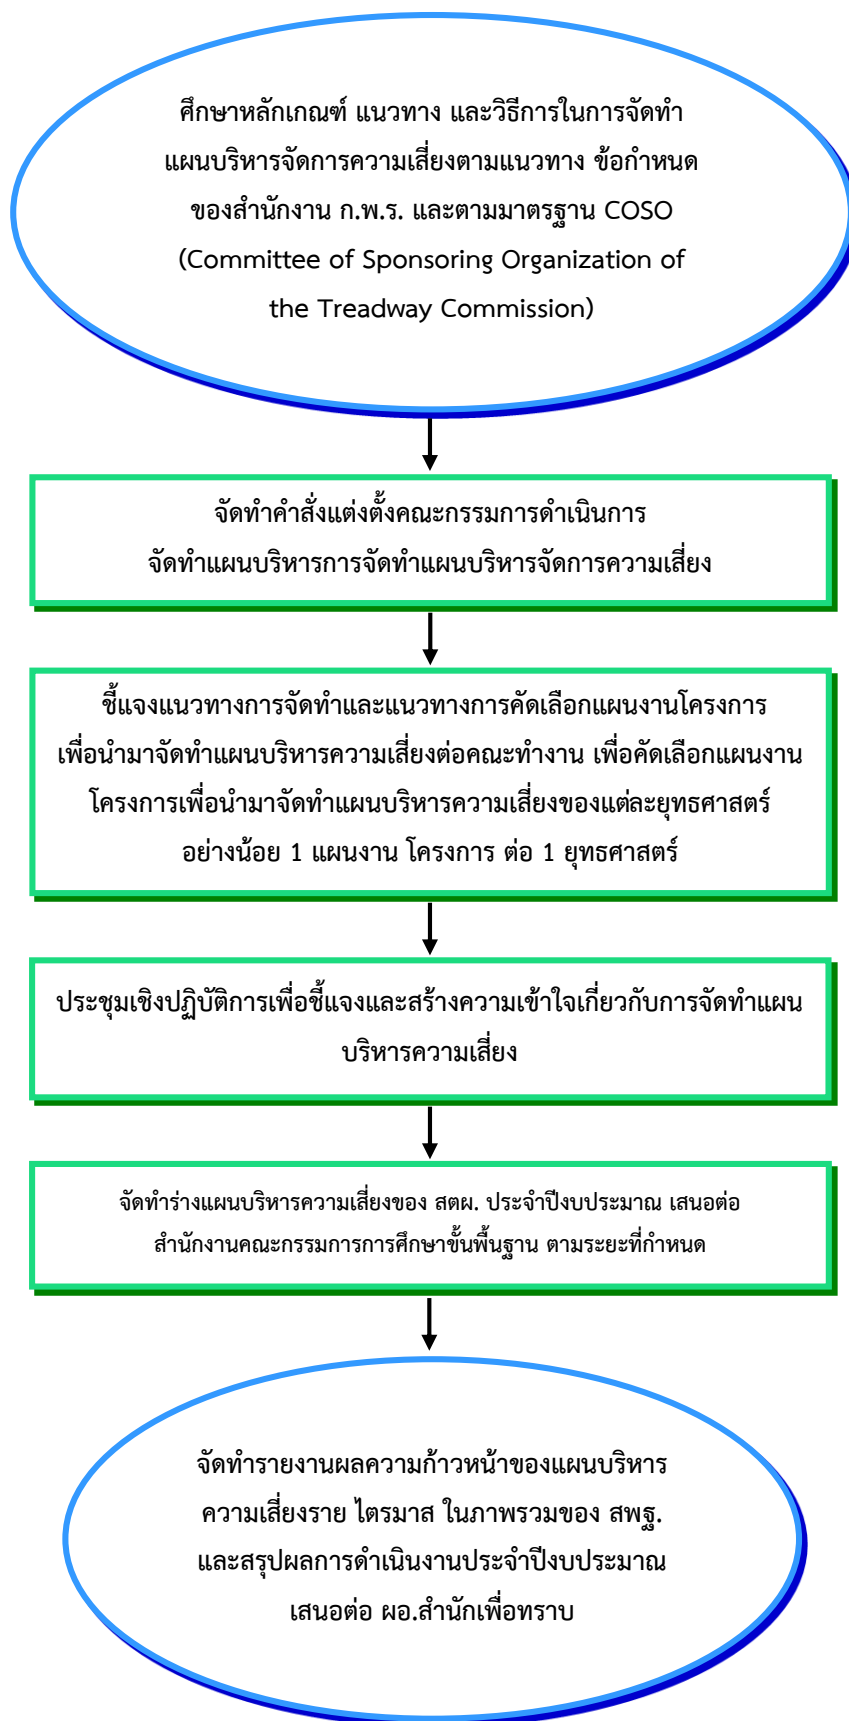 ศึกษาหลักเกณฑ์ แนวทาง และวิธีการในการจัดทำ
แผนบริหารจัดการความเสี่ยงตามแนวทาง ข้อกำหนด
ของสำนักงาน ก.พ.ร. และตามมาตรฐาน COSO
(Committee of Sponsoring Organization of
the Treadway Commission)
จัดทำคำสั่งแต่งตั้งคณะกรรมการดำเนินการ
จัดทำแผนบริหารการจัดทำแผนบริหารจัดการความเสี่ยง
ชี้แจงแนวทางการจัดทำและแนวทางการคัดเลือกแผนงานโครงการ
เพื่อนำมาจัดทำแผนบริหารความเสี่ยงต่อคณะทำงาน เพื่อคัดเลือกแผนงาน
โครงการเพื่อนำมาจัดทำแผนบริหารความเสี่ยงของแต่ละยุทธศาสตร์
อย่างน้อย 1 แผนงาน โครงการ ต่อ 1 ยุทธศาสตร์
ประชุมเชิงปฏิบัติการเพื่อชี้แจงและสร้างความเข้าใจเกี่ยวกับการจัดทำแผน
บริหารความเสี่ยง
จัดทำร่างแผนบริหารความเสี่ยงของ สตผ. ประจำปีงบประมาณ เสนอต่อ
สำนักงานคณะกรรมการการศึกษาขั้นพื้นฐาน ตามระยะที่กำหนด
จัดทำรายงานผลความก้าวหน้าของแผนบริหาร
ความเสี่ยงราย ไตรมาส ในภาพรวมของ สพฐ.
และสรุปผลการดำเนินงานประจำปีงบประมาณ
เสนอต่อ ผอ.สำนักเพื่อทราบ